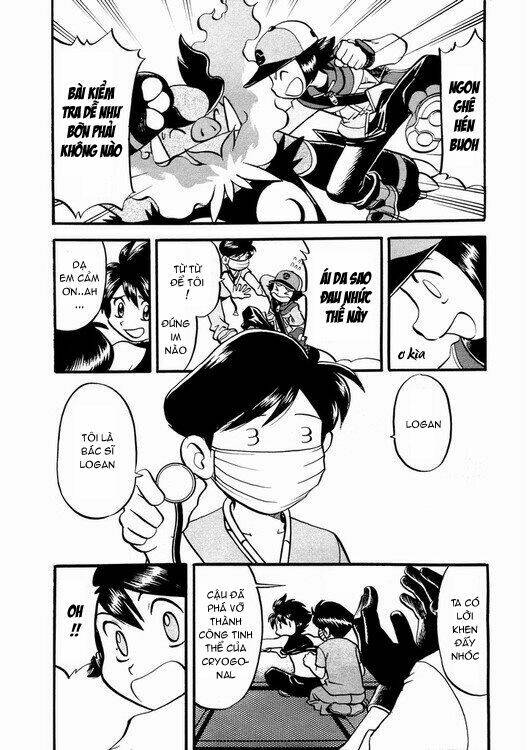 NGON
GHÊ
HÉN
BUOH
BÀI KIỂM
TRA DỄ NHƯ
BỠN PHẢI
KHÔNG NÀO
ơ kìa
ÁI DA SAO
ĐAU NHỨC
THẾ NÀY
TỪ TỪ
ĐỂ TÔI
!
ĐỨNG
IM
NÀO
DẠ
EM CẢM
ƠN..AH
...
LOGAN
TÔI LÀ
BÁC SĨ
LOGAN
TA CÓ
LỜI
KHEN
ĐẤY
NHÓC
CẬU ĐÃ
PHÁ VỠ
THÀNH
CÔNG TINH
THỂ CỦA
CRYOGO-
NAL
OH
!!